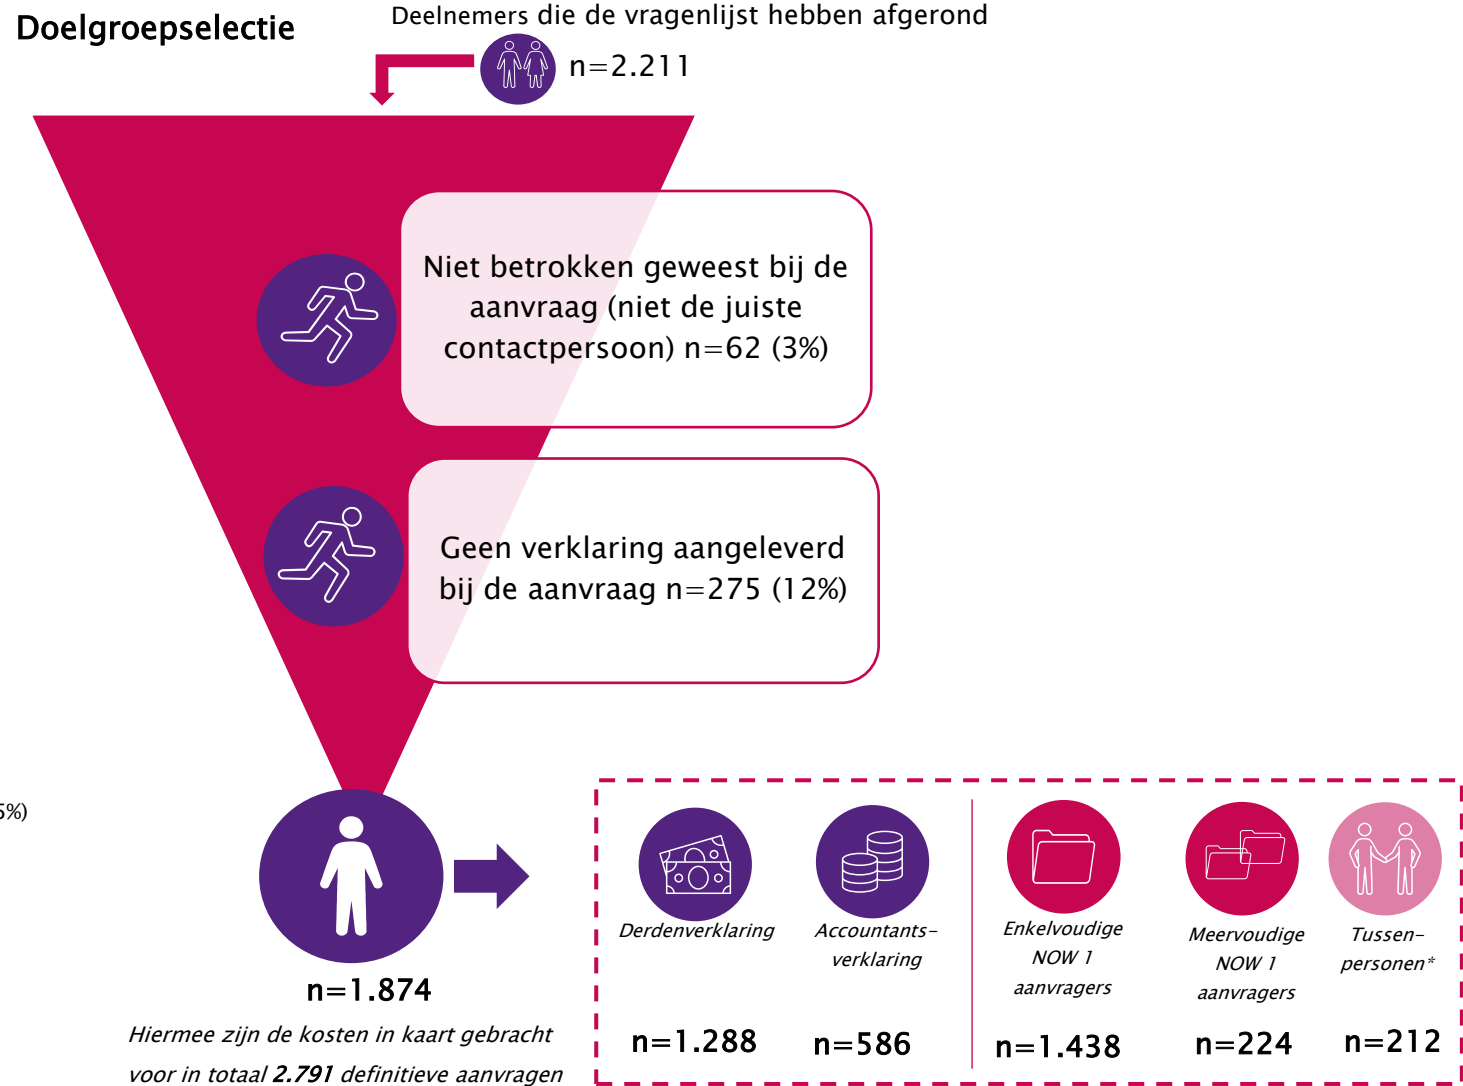 Doelgroepselectie
Deelnemers die de vragenlijst hebben afgerond
n=2.211
Niet betrokken geweest bij de
aanvraag (niet de juiste
contactpersoon) n=62 (3%)
Geen verklaring aangeleverd
bij de aanvraag n=275 (12%)
n=1.874
Hiermee zijn de kosten in kaart gebracht
voor in totaal 2.791 definitieve aanvragen
Derdenverklaring
n=1.288
Accountants-
verklaring
n=586
Enkelvoudige
NOW 1
aanvragers
n=1.438
Meervoudige
NOW 1
aanvragers
n=224
Tussen-
personen*
n=212